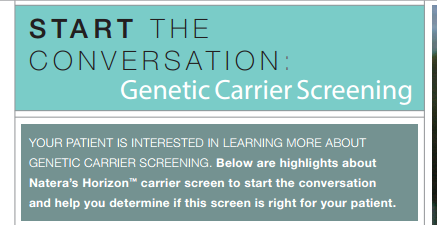 START THE
CONVERSATION:
Genetic Carrier Screening
YOUR PATIENT IS INTERESTED IN LEARNING MORE ABOUT
GENETIC CARRIER SCREENING. Below are highlights about
Natera's Horizon™ carrier screen to start the conversation
and help you determine if this screen is right for your patient.